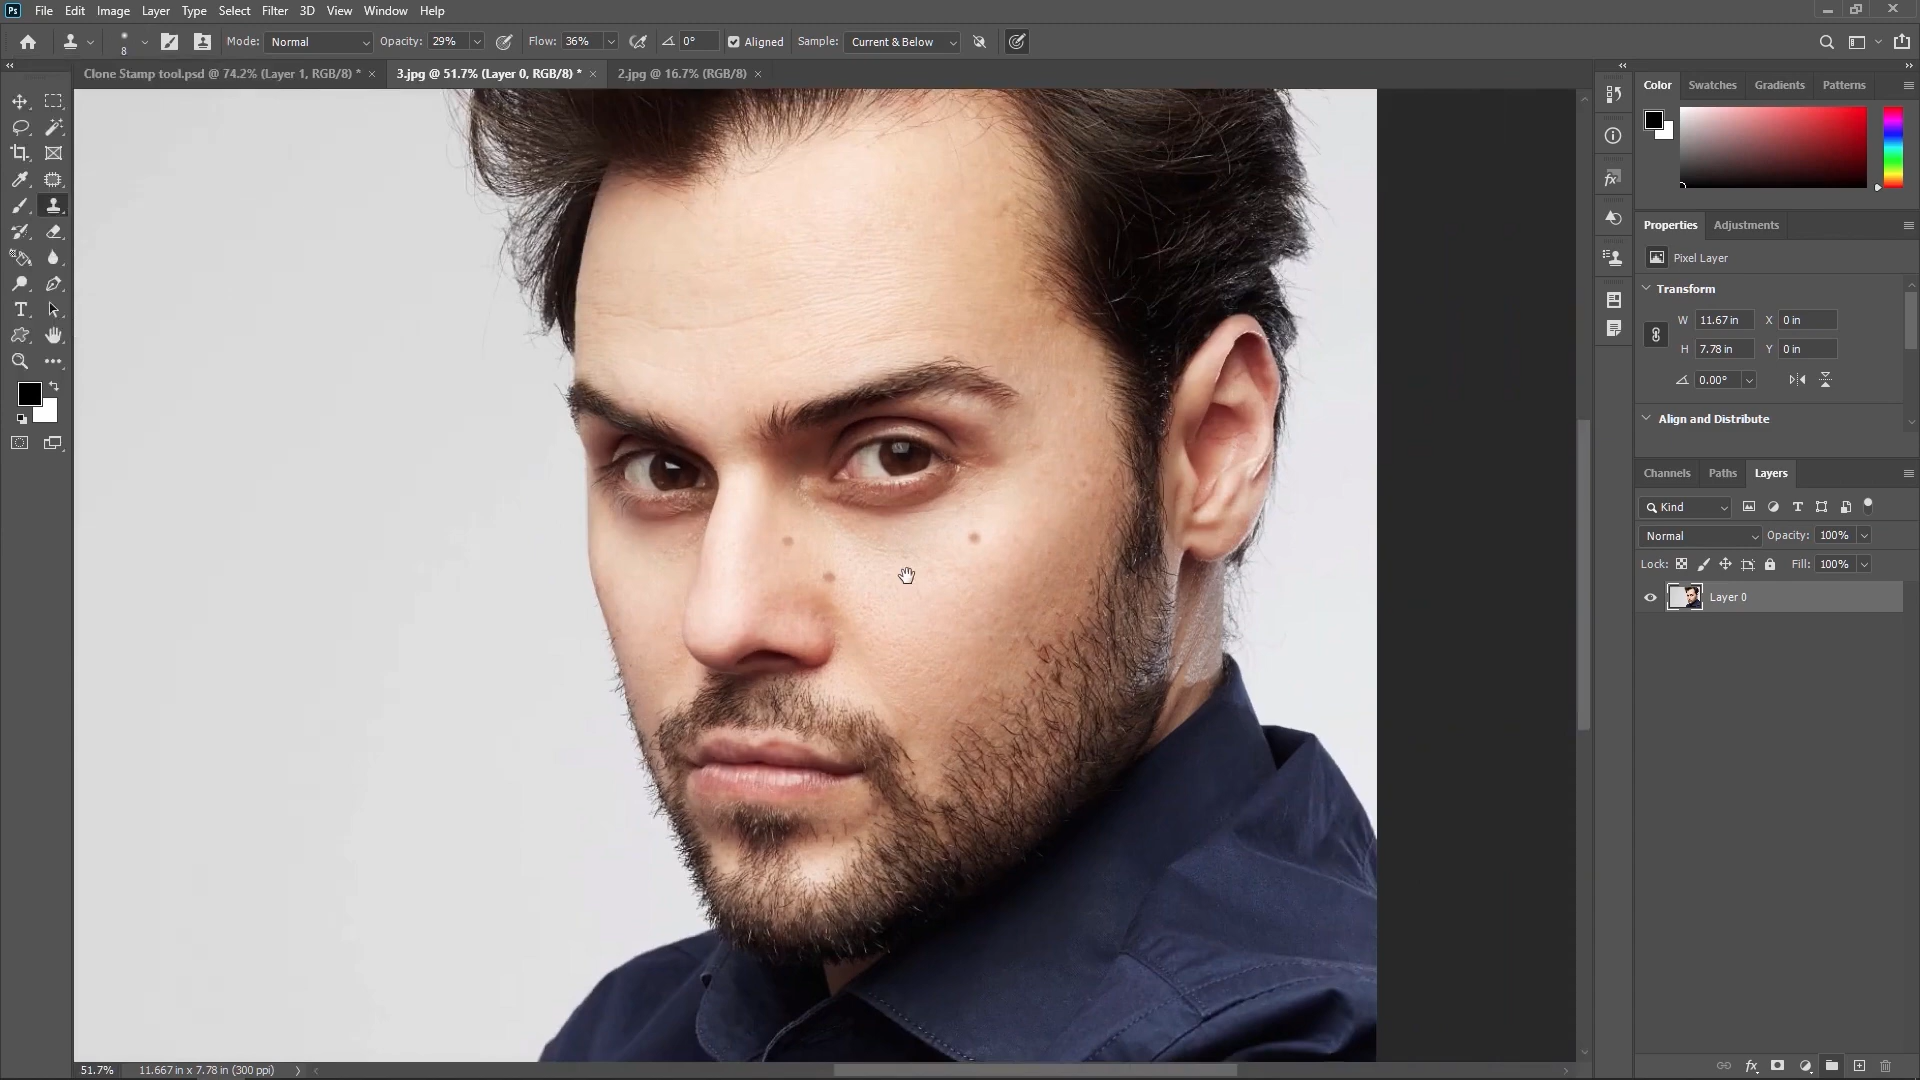 Ps File Edit Image Layer Type Select Filter 3D View Window Help
8 Mode: Normal Opacity: 29% Flow: 36% 0° Aligned Sample: Current & Below
Clone Stamp tool.psd @ 74.2% (Layer 1, RGB/8) * × 3.jpg @ 51.7% (Layer 0, RGB/8) * × 2.jpg @ 16.7% (RGB/8) ×
Color Swatches Gradients Patterns
Properties Adjustments
Pixel Layer
Transform
W 11.67 in X 0 in
H 7.78 in Y 0 in
0.00°
Align and Distribute
Channels Paths Layers
Kind
Normal Opacity: 100%
Lock: Fill: 100%
Layer 0
51.7% 11.667 in x 7.78 in (300 ppi)